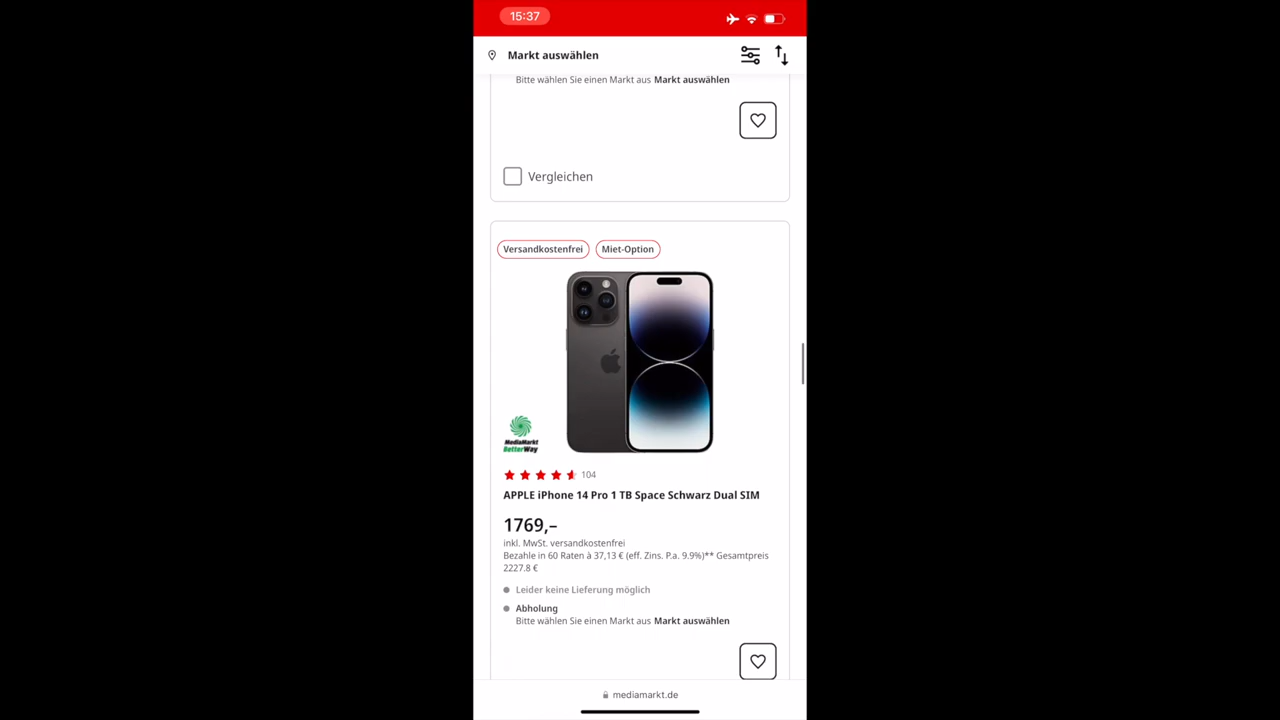 15:37
Markt auswählen
Bitte wählen Sie einen Markt aus Markt auswählen
Vergleichen
Versandkostenfrei Miet-Option
MediaMarkt
BetterWay
104
APPLE iPhone 14 Pro 1 TB Space Schwarz Dual SIM
1769,–
inkl. MwSt. versandkostenfrei
Bezahle in 60 Raten à 37,13 € (eff. Zins. P.a. 9.9%)** Gesamtpreis
2227.8 €
Leider keine Lieferung möglich
Abholung
Bitte wählen Sie einen Markt aus Markt auswählen
mediamarkt.de